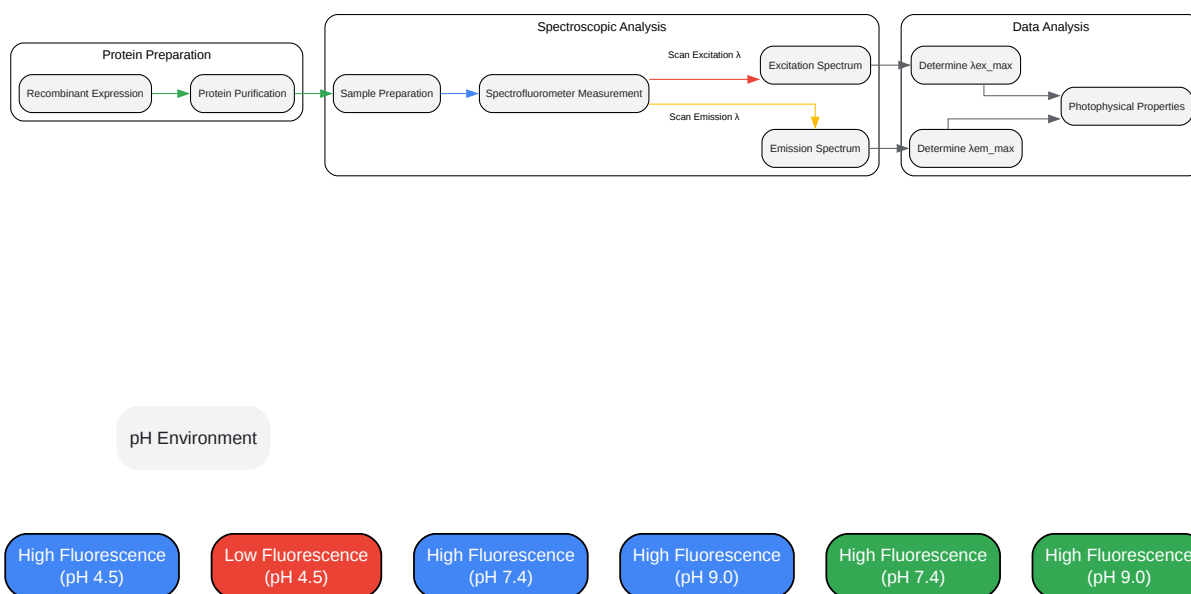 Protein Preparation
Recombinant Expression
Protein Purification
Spectroscopic Analysis
Sample Preparation
Spectrofluorometer Measurement
Scan Excitation λ
Scan Emission λ
Excitation Spectrum
Emission Spectrum
Data Analysis
Determine λex_max
Determine λem_max
Photophysical Properties
pH Environment
High Fluorescence
(pH 4.5)
Low Fluorescence
(pH 4.5)
High Fluorescence
(pH 7.4)
High Fluorescence
(pH 9.0)
High Fluorescence
(pH 7.4)
High Fluorescence
(pH 9.0)